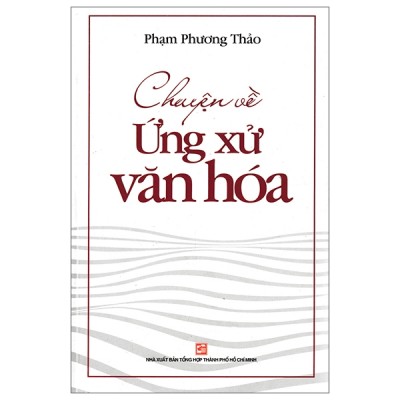 Phạm Phương Thảo
Chuyện về
Ứng xử
văn hóa
NHÀ XUẤT BẢN TỔNG HỢP THÀNH PHỐ HỒ CHÍ MINH